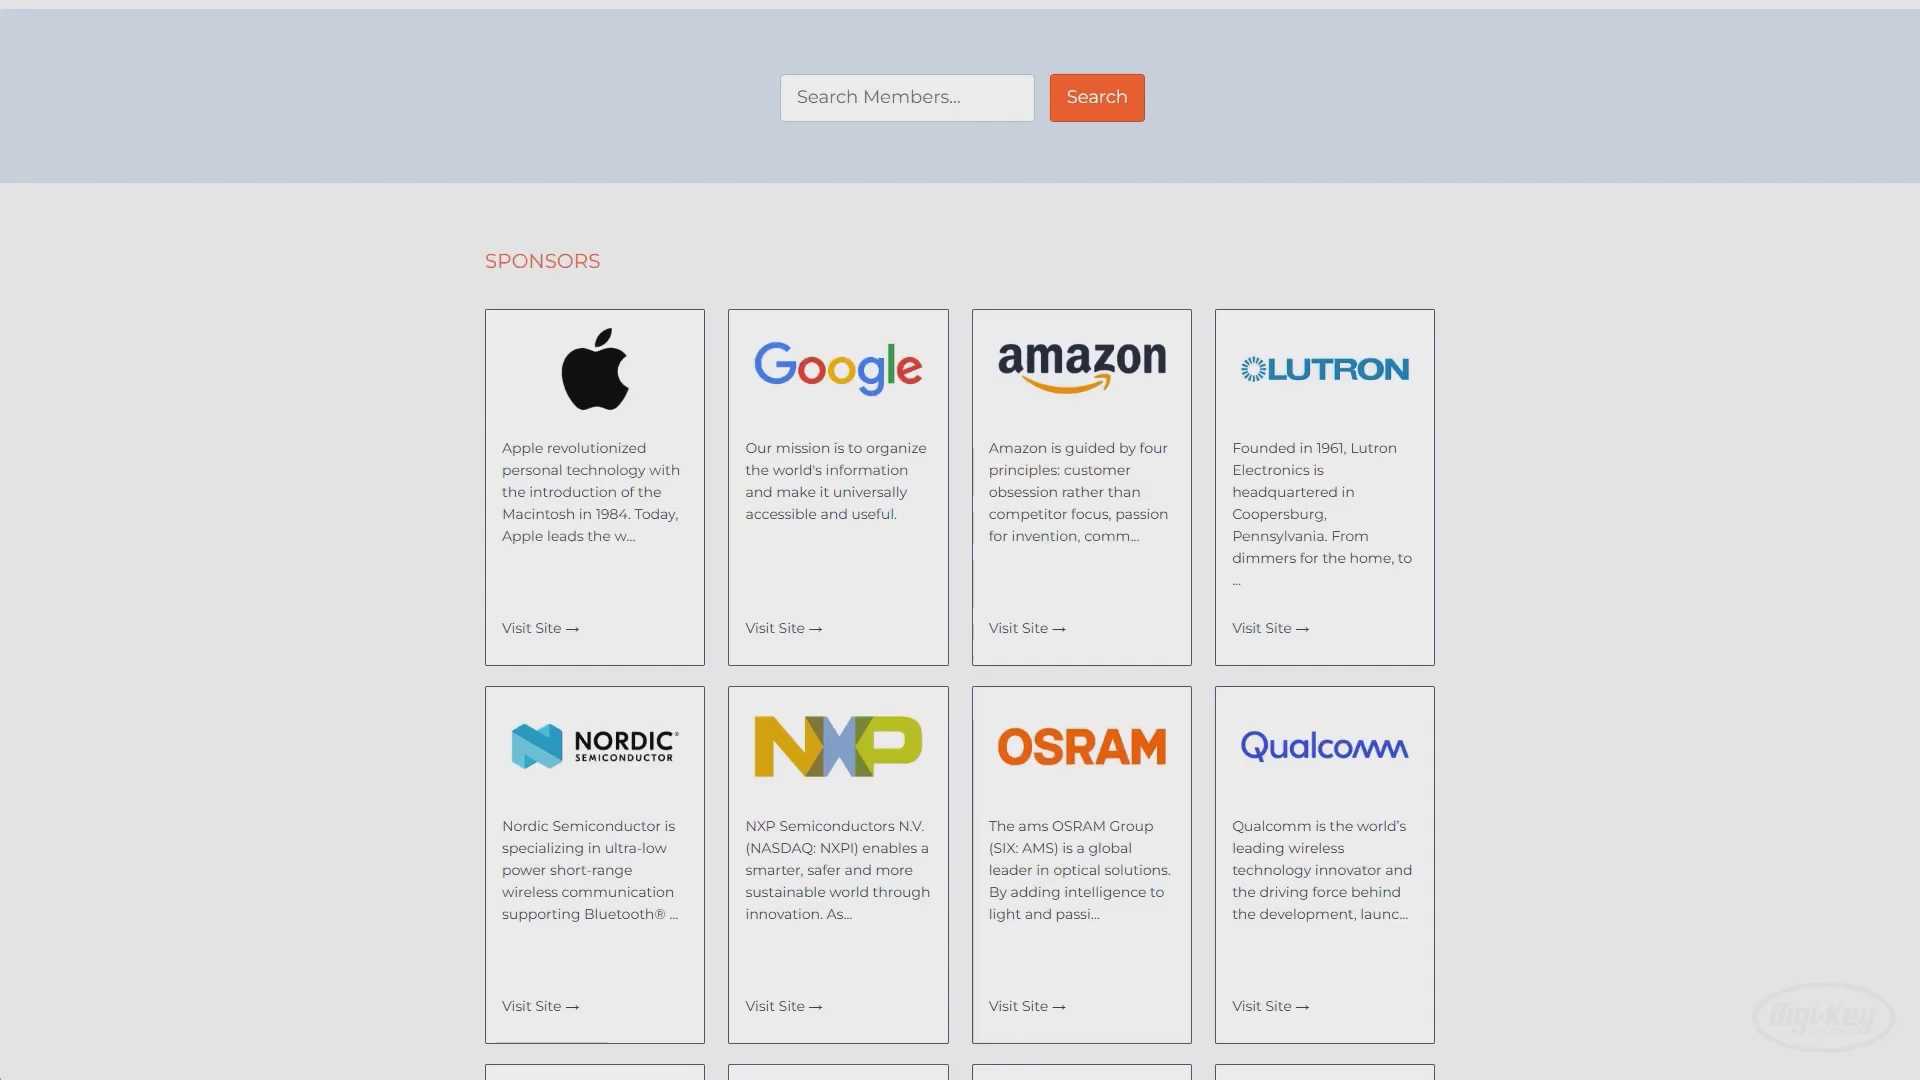 Search Members...
Search
SPONSORS
Google
amazon
LUTRON
Apple revolutionized
personal technology with
the introduction of the
Macintosh in 1984. Today,
Apple leads the w...
Visit Site →
Our mission is to organize
the world's information
and make it universally
accessible and useful.
Visit Site →
Amazon is guided by four
principles: customer
obsession rather than
competitor focus, passion
for invention, comm...
Visit Site →
Founded in 1961, Lutron
Electronics is
headquartered in
Coopersburg,
Pennsylvania. From
dimmers for the home, to
...
Visit Site →
NORDIC®
SEMICONDUCTOR
NXP
OSRAM
Qualcomm
Nordic Semiconductor is
specializing in ultra-low
power short-range
wireless communication
supporting Bluetooth® ...
Visit Site →
NXP Semiconductors N.V.
(NASDAQ: NXPI) enables a
smarter, safer and more
sustainable world through
innovation. As...
Visit Site →
The ams OSRAM Group
(SIX: AMS) is a global
leader in optical solutions.
By adding intelligence to
light and passi...
Visit Site →
Qualcomm is the world’s
leading wireless
technology innovator and
the driving force behind
the development, launc...
Visit Site →
Digi-Key